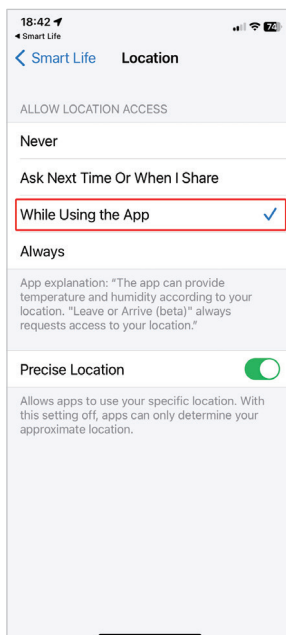 18:42
74
◀ Smart Life
Smart Life
Location
ALLOW LOCATION ACCESS
Never
Ask Next Time Or When I Share
While Using the App
Always
App explanation: “The app can provide
temperature and humidity according to your
location. "Leave or Arrive (beta)" always
requests access to your location.”
Precise Location
Allows apps to use your specific location. With
this setting off, apps can only determine your
approximate location.